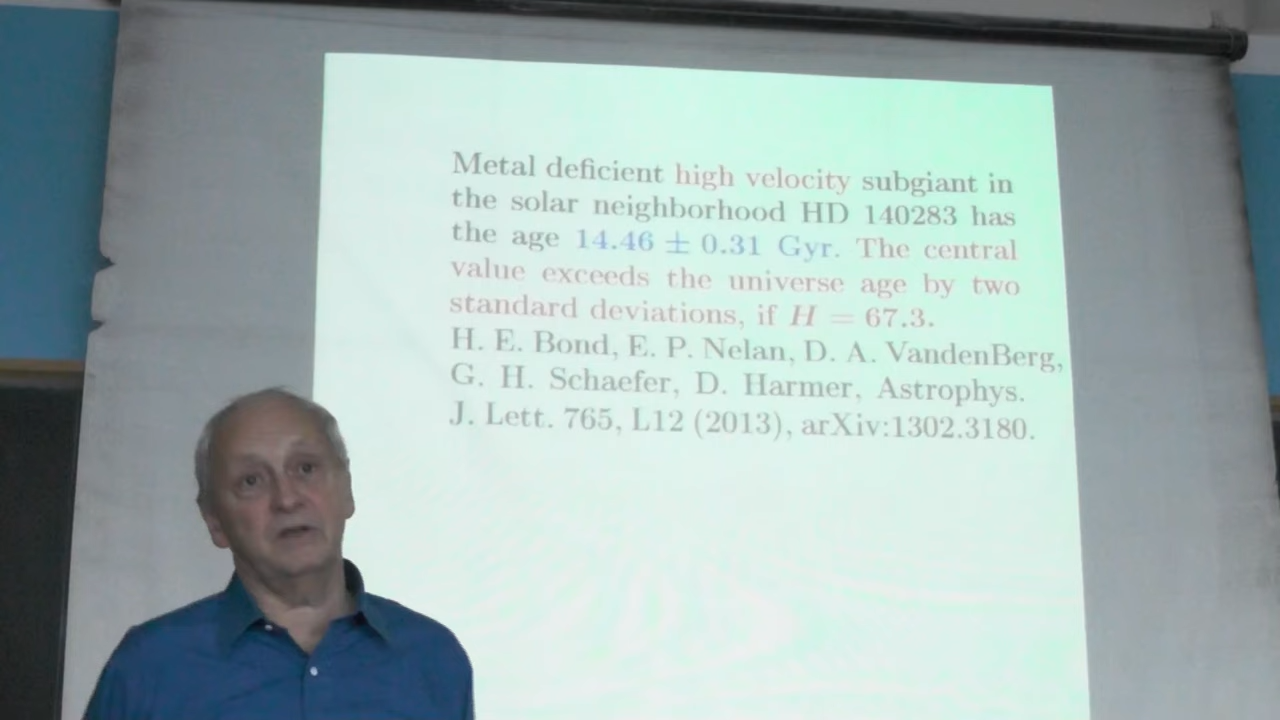 Metal deficient high velocity subgiant in
the solar neighborhood HD 140283 has
the age 14.46 ± 0.31 Gyr. The central
value exceeds the universe age by two
standard deviations, if H = 67.3.
H. E. Bond, E. P. Nelan, D. A. VandenBerg,
G. H. Schaefer, D. Harmer, Astrophys.
J. Lett. 765, L12 (2013), arXiv:1302.3180.